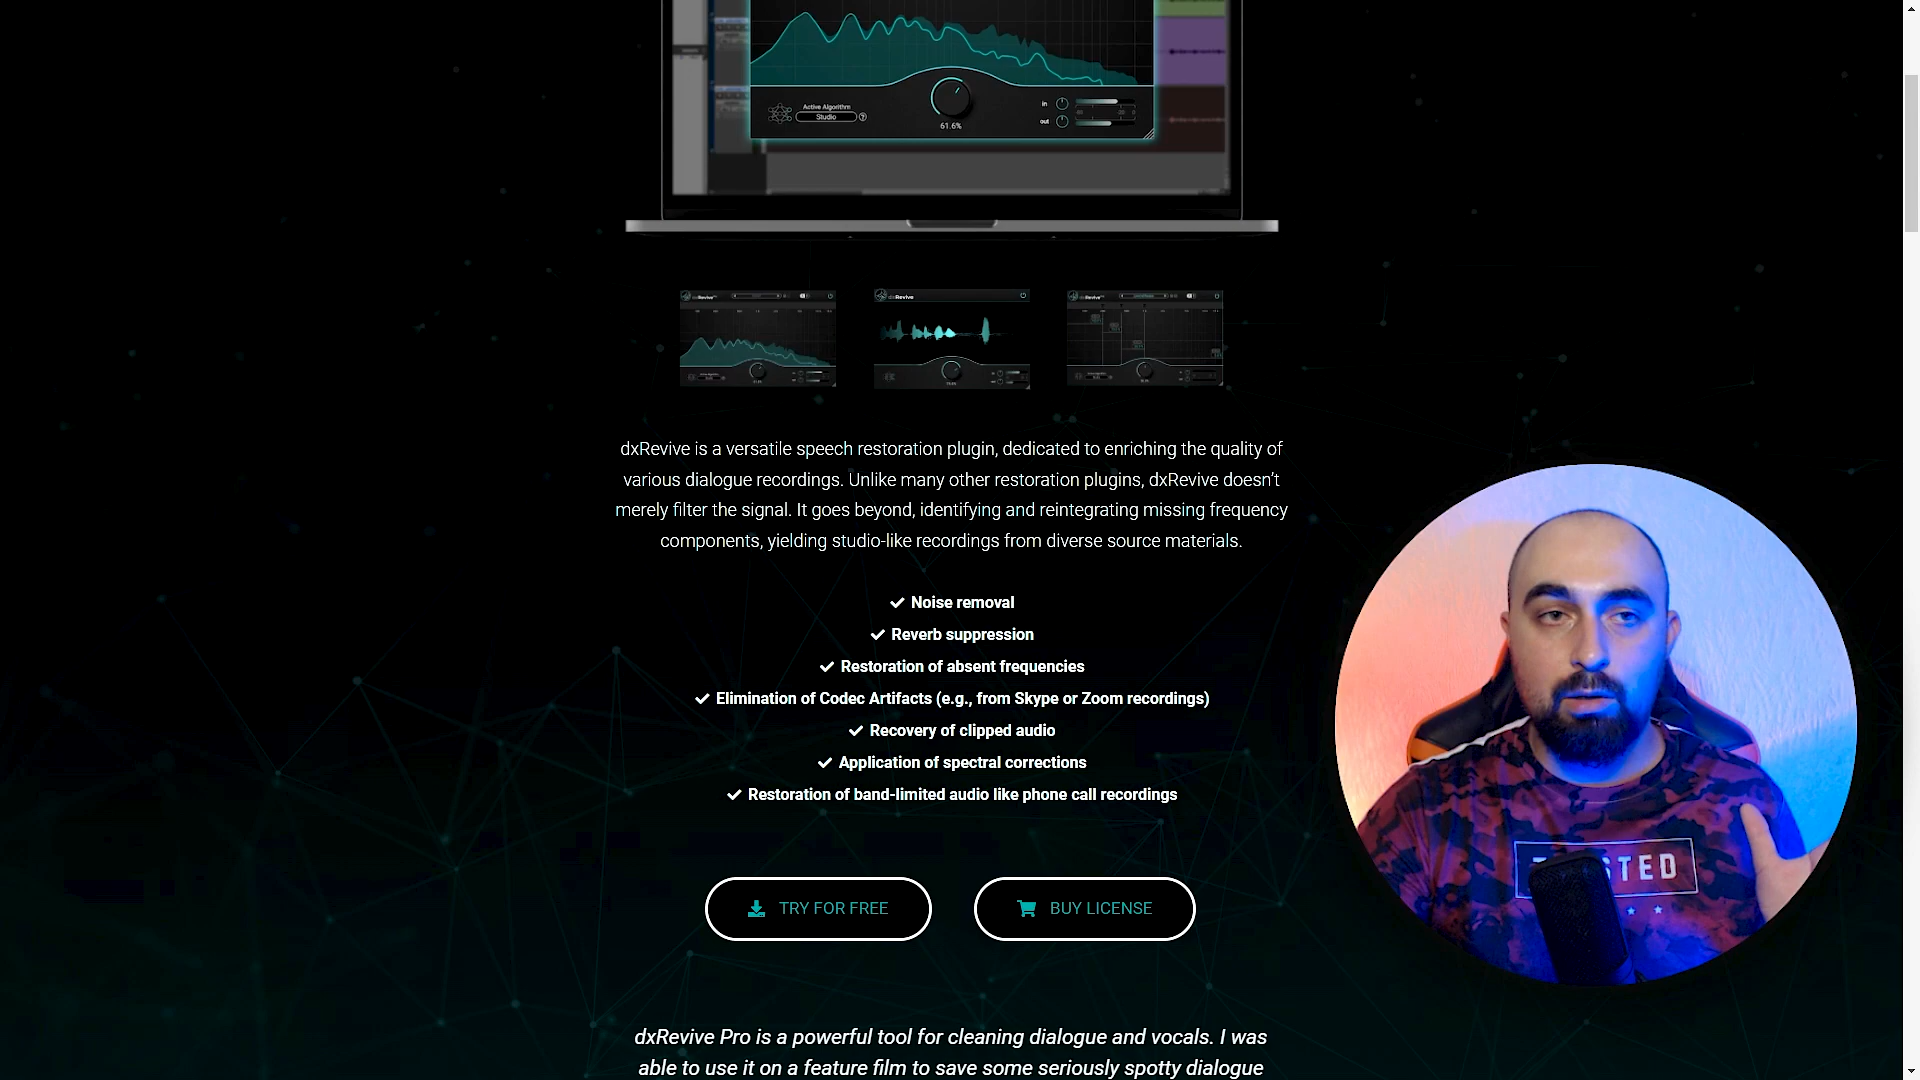 Active Algorithm
Studio
61.6%
in
out
dxRevive
dxRevive
dxRevive
dxRevive is a versatile speech restoration plugin, dedicated to enriching the quality of
various dialogue recordings. Unlike many other restoration plugins, dxRevive doesn’t
merely filter the signal. It goes beyond, identifying and reintegrating missing frequency
components, yielding studio-like recordings from diverse source materials.
Noise removal
Reverb suppression
Restoration of absent frequencies
Elimination of Codec Artifacts (e.g., from Skype or Zoom recordings)
Recovery of clipped audio
Application of spectral corrections
Restoration of band-limited audio like phone call recordings
TRY FOR FREE
BUY LICENSE
dxRevive Pro is a powerful tool for cleaning dialogue and vocals. I was
able to use it on a feature film to save some seriously spotty dialogue